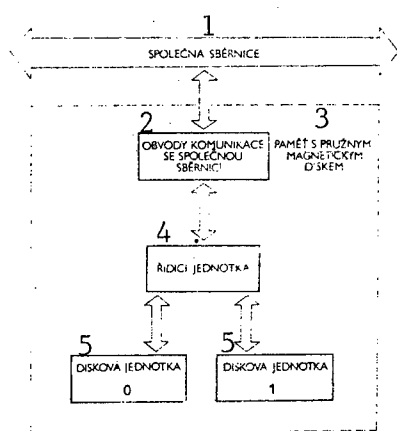 1
SPOLEČNÁ SBĚRNICE
2
3
OBVODY KOMUNIKACE
SE SPOLEČNOU
SBĚRNICÍ
PAMĚŤ S PRUŽNÝM
MAGNETICKÝM
DISKEM
4
ŘÍDICÍ JEDNOTKA
5
5
DISKOVÁ JEDNOTKA
0
DISKOVÁ JEDNOTKA
1